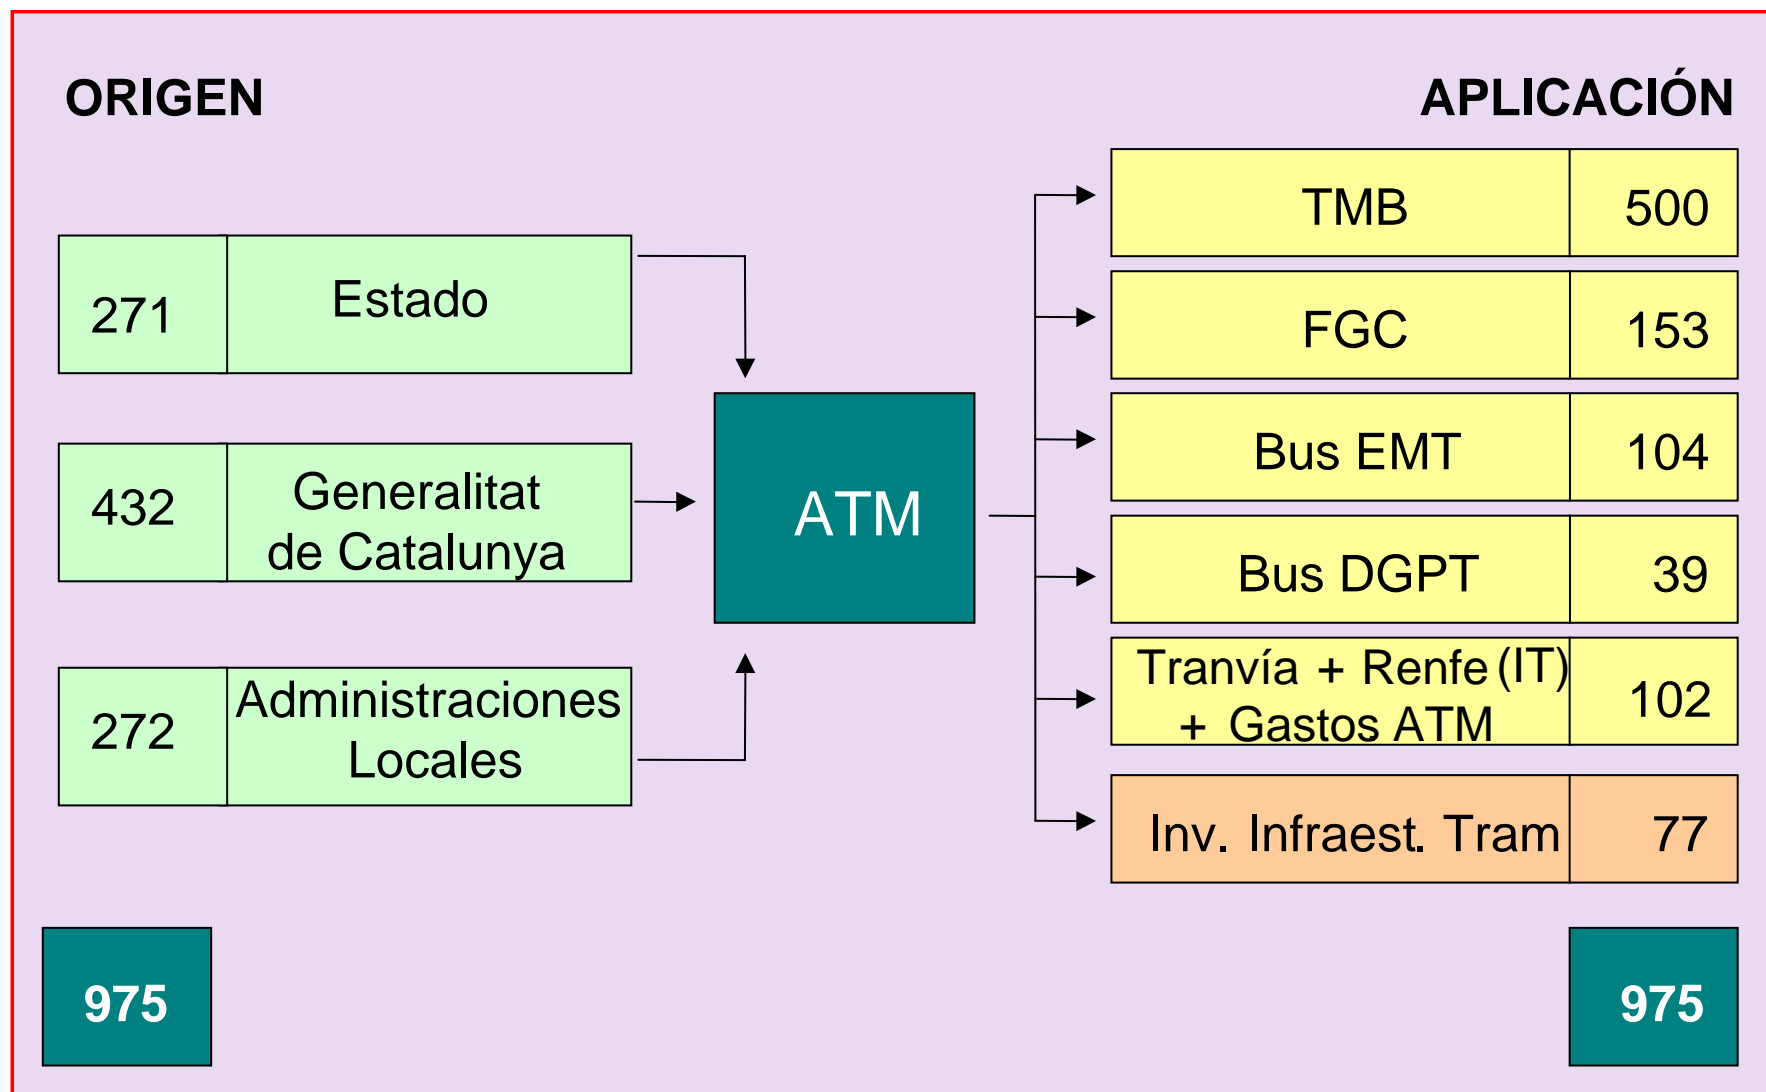 ORIGEN
APLICACIÓN
271
Estado
432
Generalitat
de Catalunya
272
Administraciones
Locales
ATM
TMB
500
FGC
153
Bus EMT
104
Bus DGPT
39
Tranvía + Renfe (IT)
+ Gastos ATM
102
Inv. Infraest. Tram
77
975
975